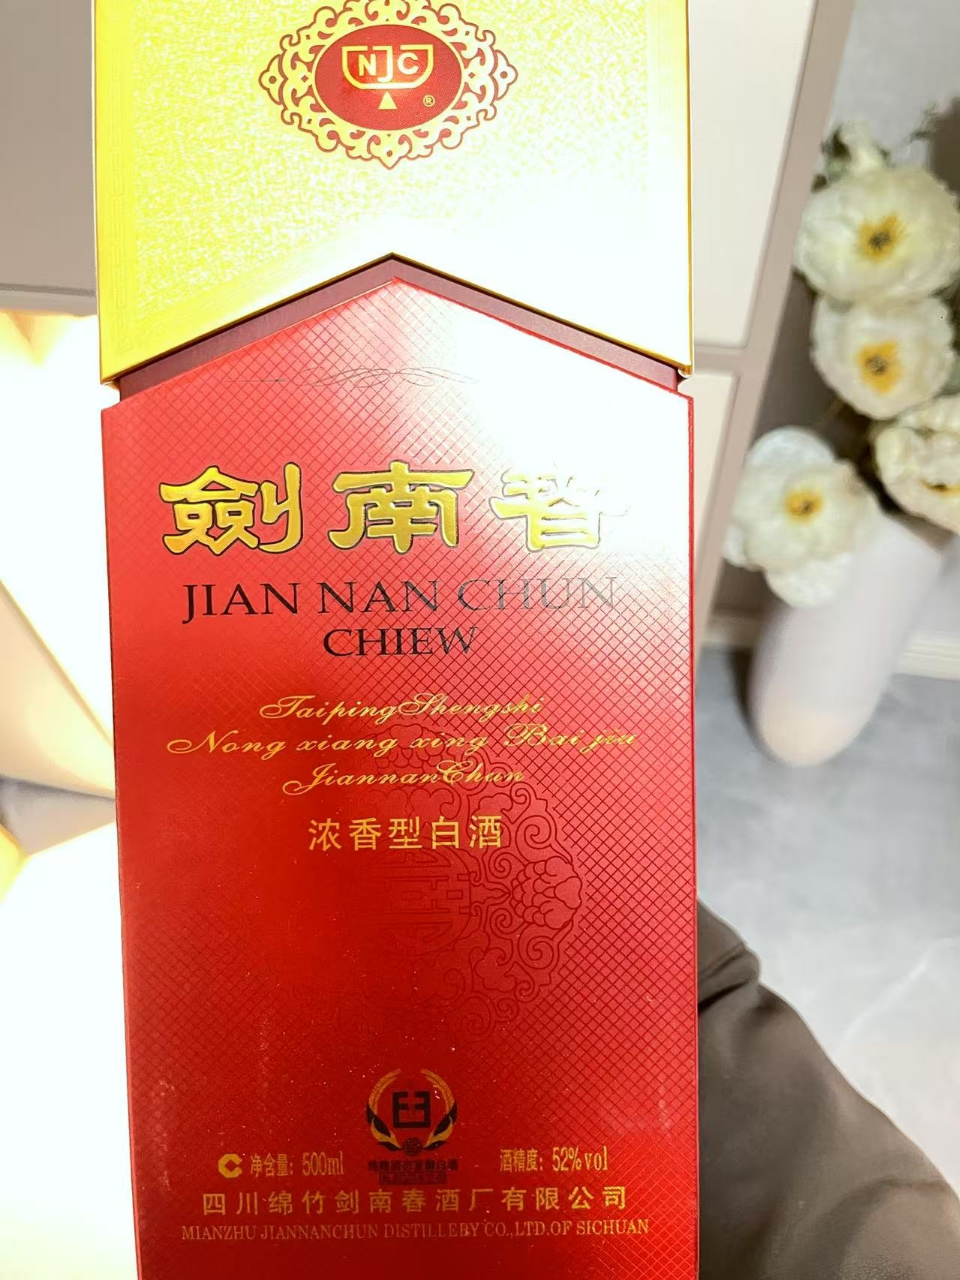 NJC
®
劍南春
JIAN NAN CHUN
CHIEW
TaipingShengshi
Nong xiang xing Bai jiu
JiannanChun
浓香型白酒
净含量: 500ml
酒精度: 52%vol
四川绵竹剑南春酒厂有限公司
MIANZHU JIANNANCHUN DISTILLERY CO.,LTD.OF SICHUAN